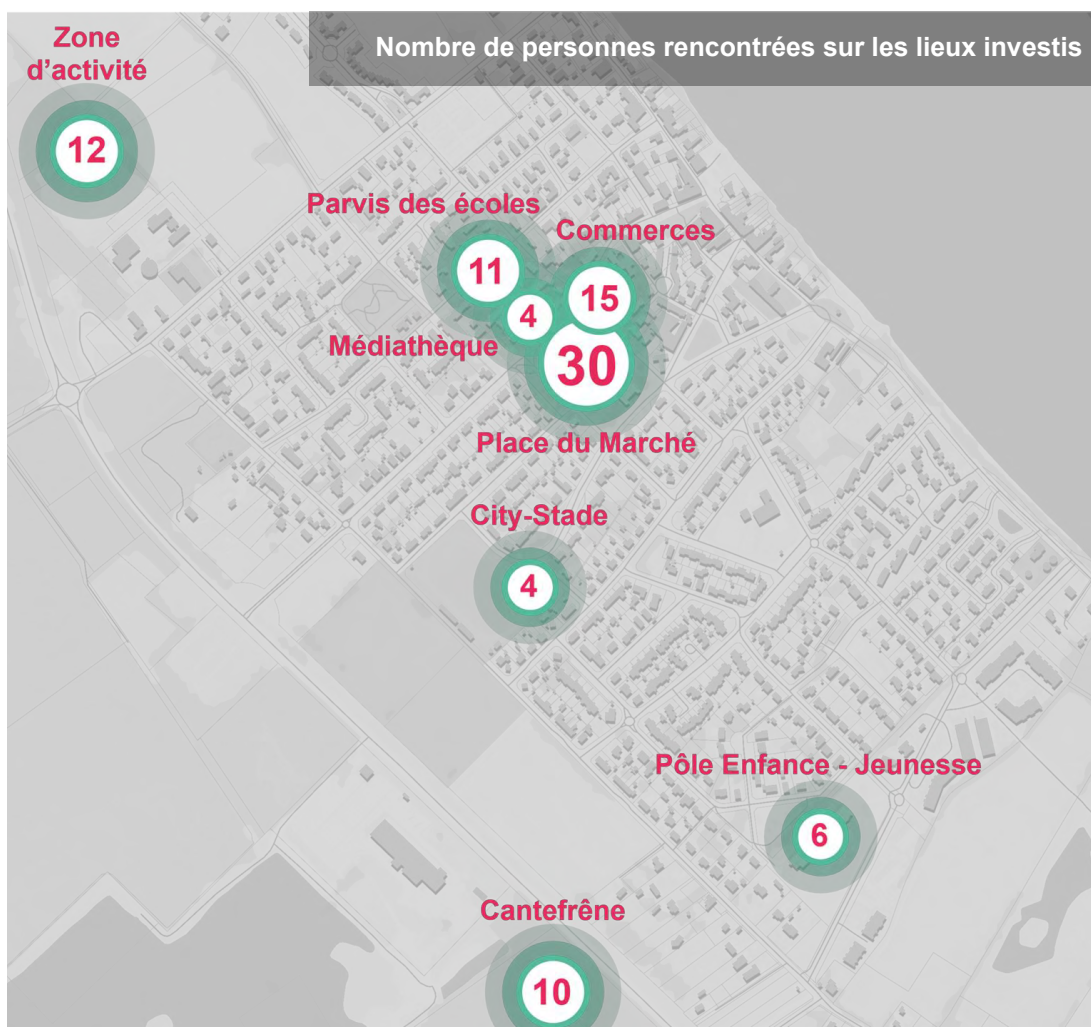 Nombre de personnes rencontrées sur les lieux investis
Zone
d'activité
12
Parvis des écoles
11
Commerces
15
4
Médiathèque
30
Place du Marché
City-Stade
4
Pôle Enfance - Jeunesse
6
Cantefrêne
10